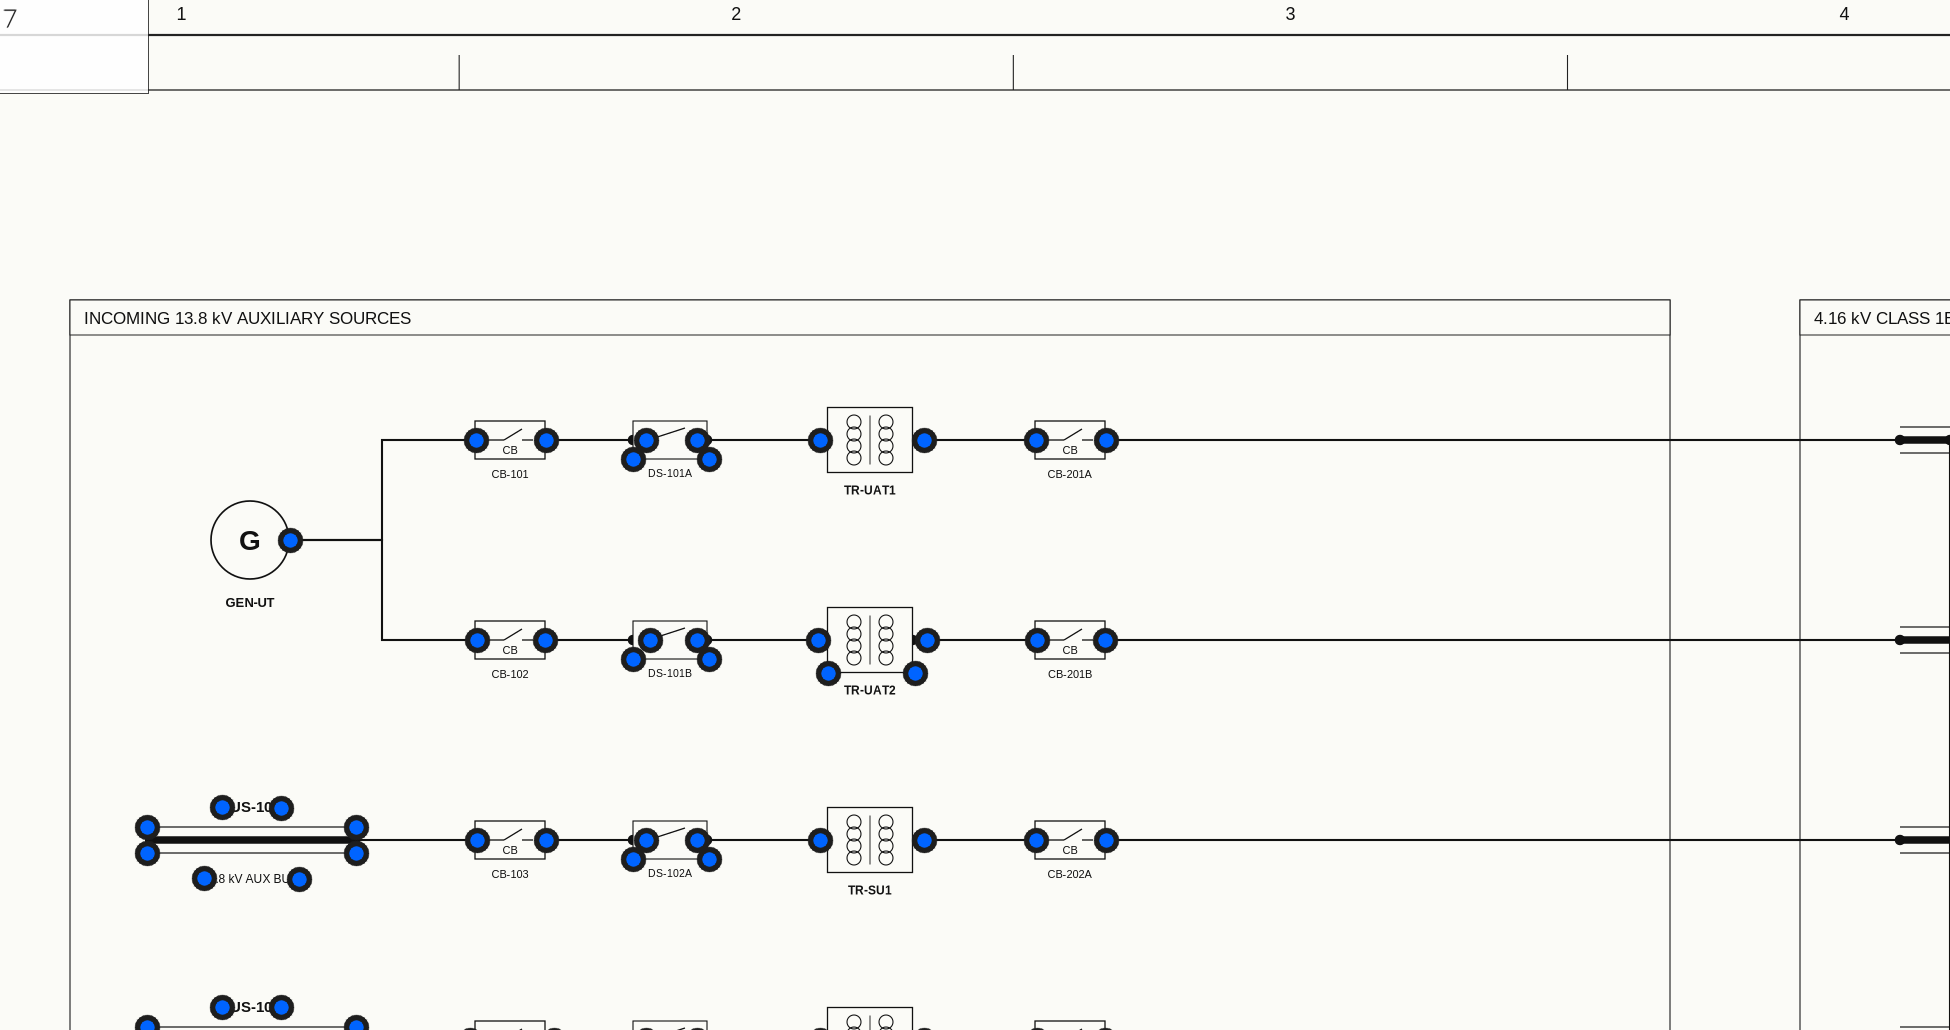 7
1 2 3 4
INCOMING 13.8 kV AUXILIARY SOURCES
4.16 kV CLASS
CB
CB-101
DS-101A
TR-UAT1
CB
CB-201A
G
GEN-UT
CB
CB-102
DS-101B
TR-UAT2
CB
CB-201B
kV AUX
CB
CB-103
DS-102A
TR-SU1
CB
CB-202A